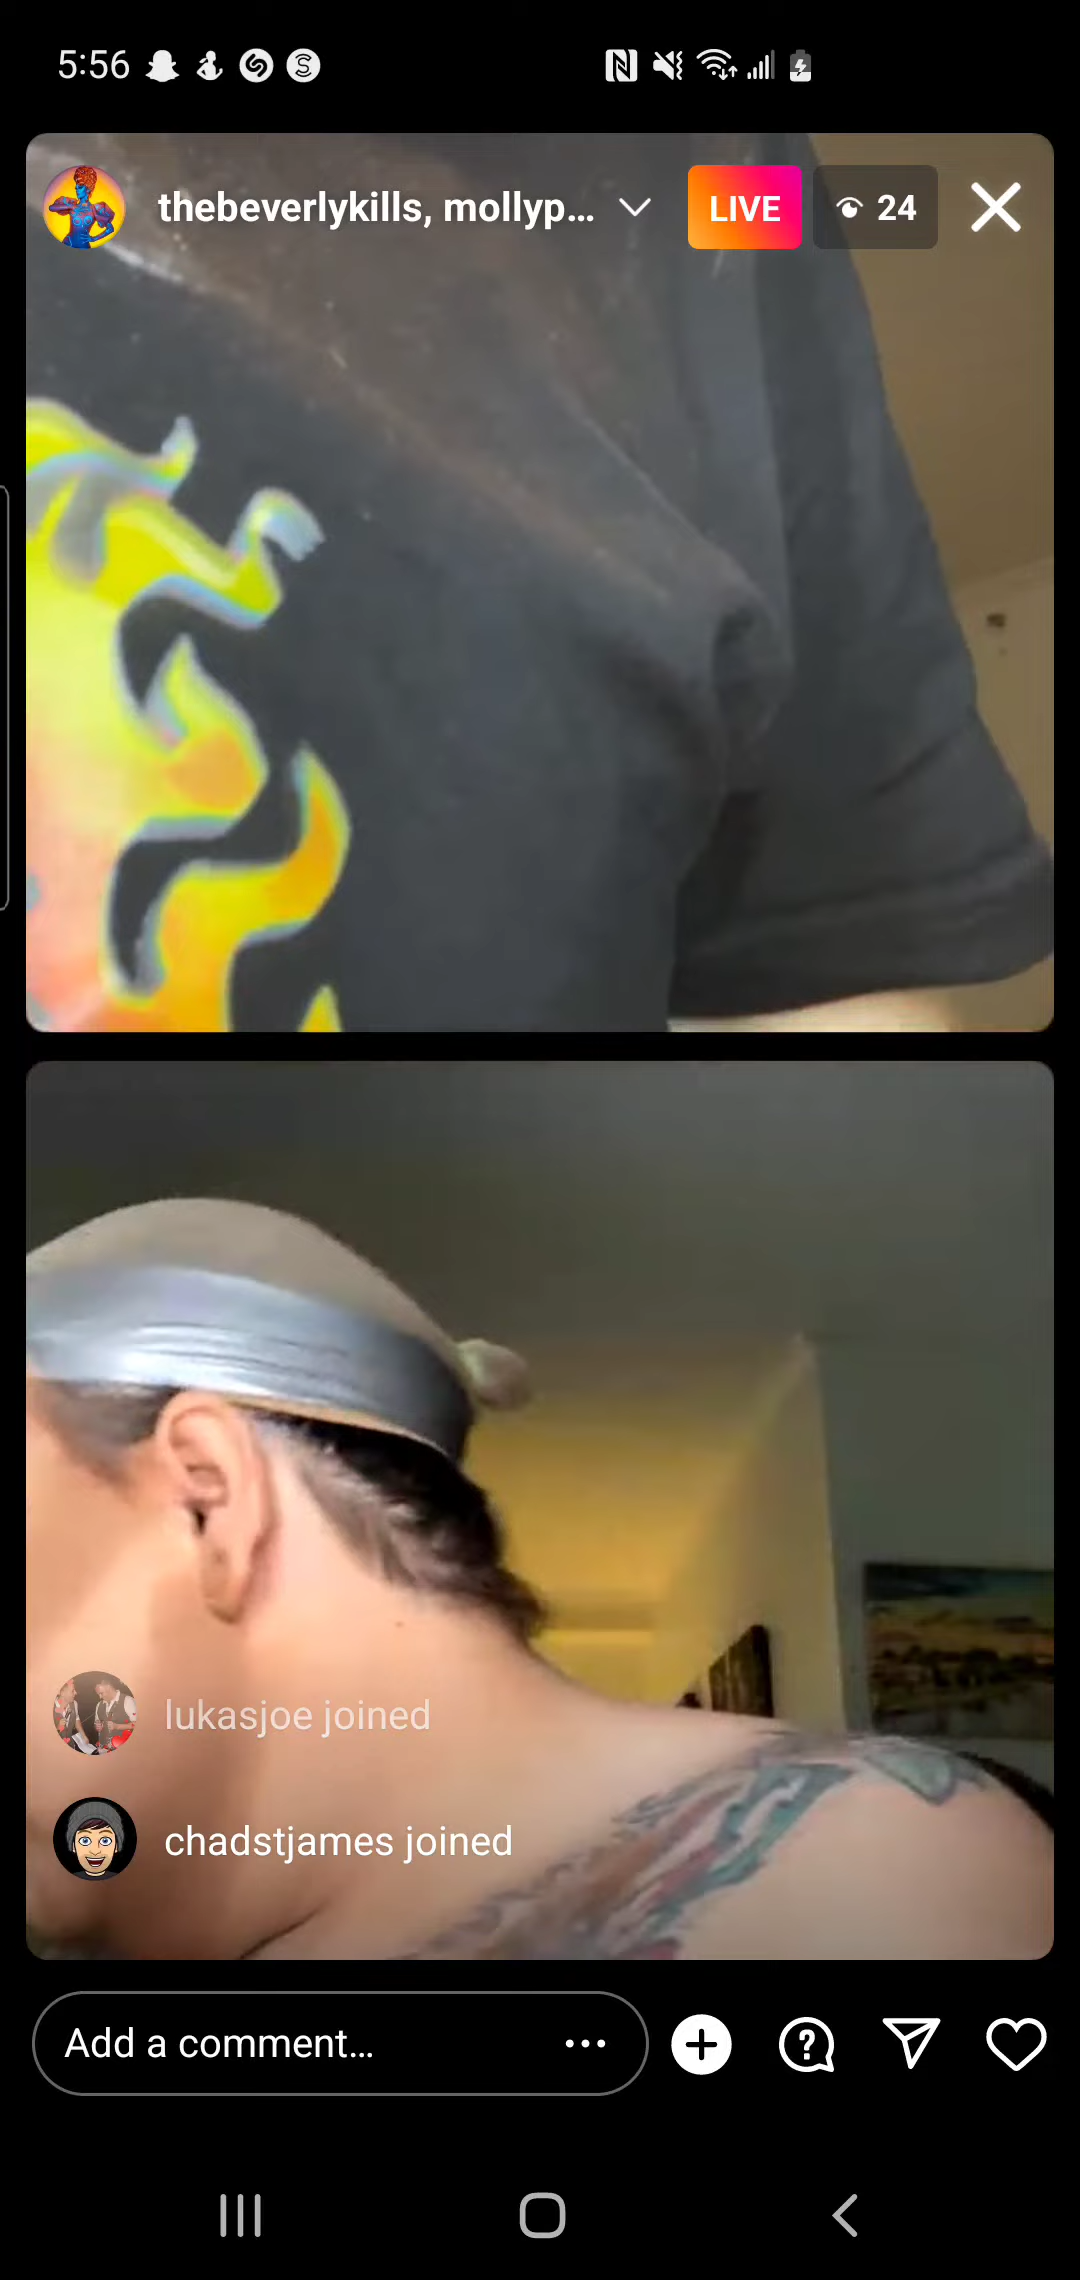 5:56
thebeverlykills, mollyp...
LIVE
24
lukasjoe joined
chadstjames joined
Add a comment...